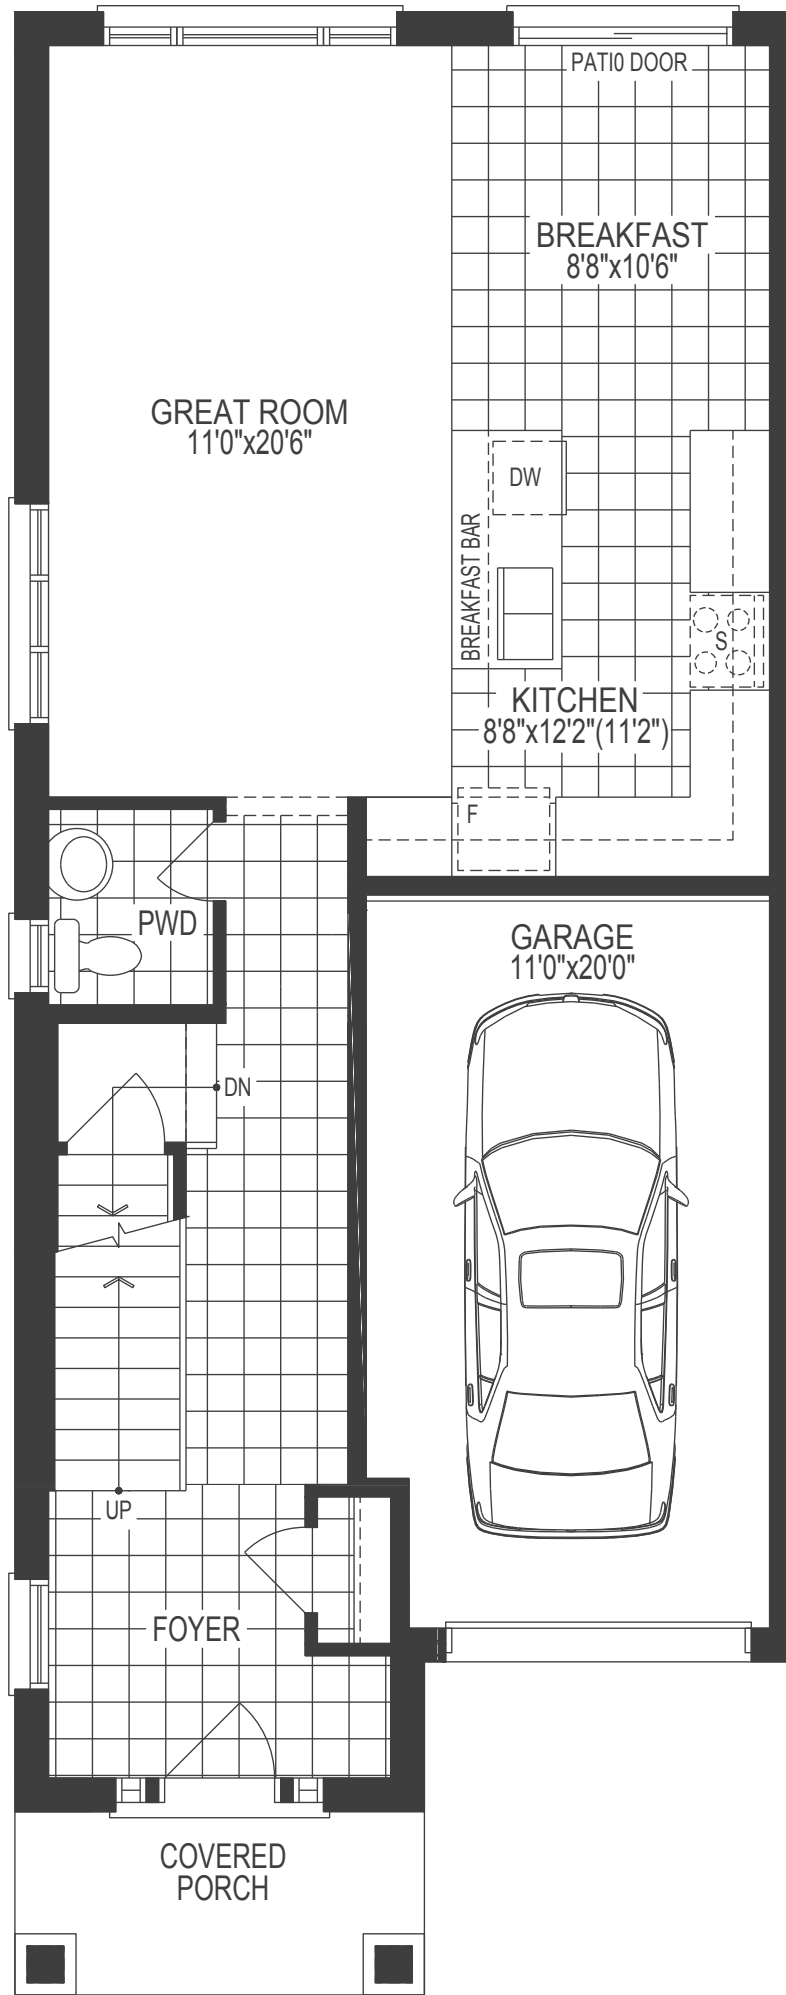 PATI0 DOOR
BREAKFAST
8'8"x10'6"
GREAT ROOM
11'0"x20'6"
DW
BREAKFAST BAR
S
KITCHEN
8'8"x12'2"(11'2")
F
PWD
GARAGE
11'0"x20'0"
DN
UP
FOYER
COVERED
PORCH